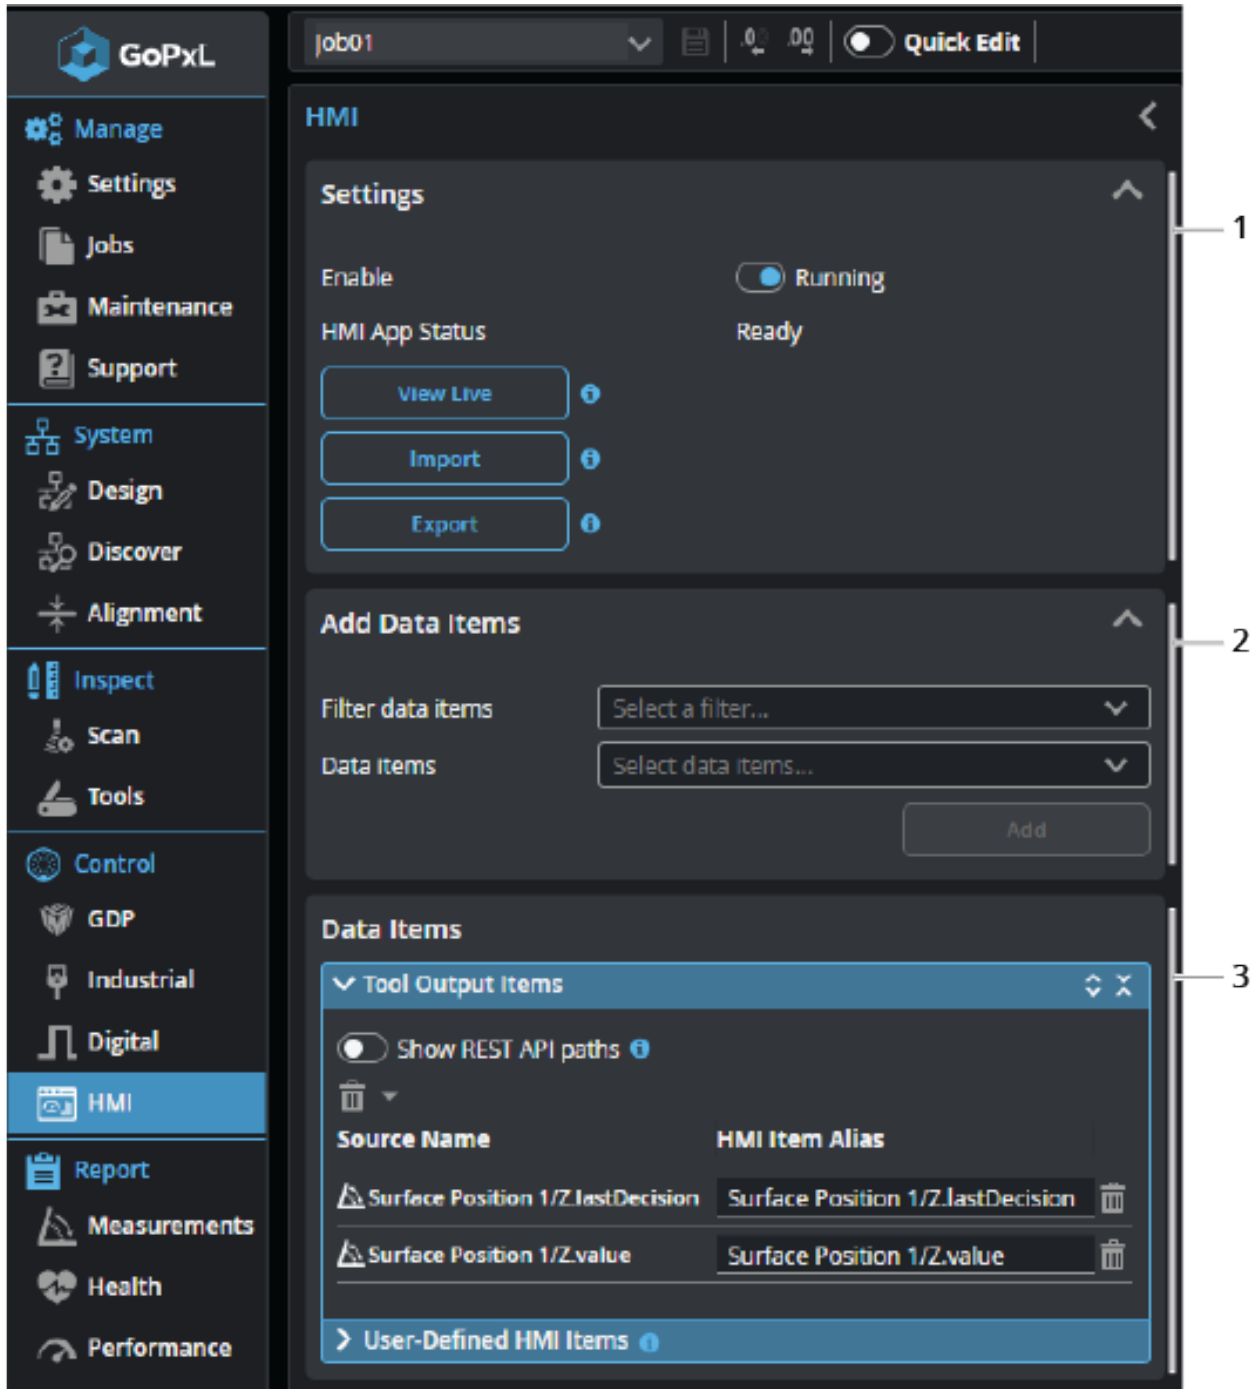 GoPxL
Job01
Quick Edit
Manage
Settings
Jobs
Maintenance
Support
System
Design
Discover
Alignment
Inspect
Scan
Tools
Control
GDP
Industrial
Digital
HMI
Report
Measurements
Health
Performance
HMI
Settings
1
Enable Running
HMI App Status Ready
View Live
Import
Export
Add Data Items
2
Filter data items Select a filter...
Data Items Select data items...
Add
Data Items
3
Tool Output Items
Show REST API paths
Source Name HMI Item Alias
Surface Position 1/Z.lastDecision Surface Position 1/Z.lastDecision
Surface Position 1/Z.value Surface Position 1/Z.value
User-Defined HMI Items